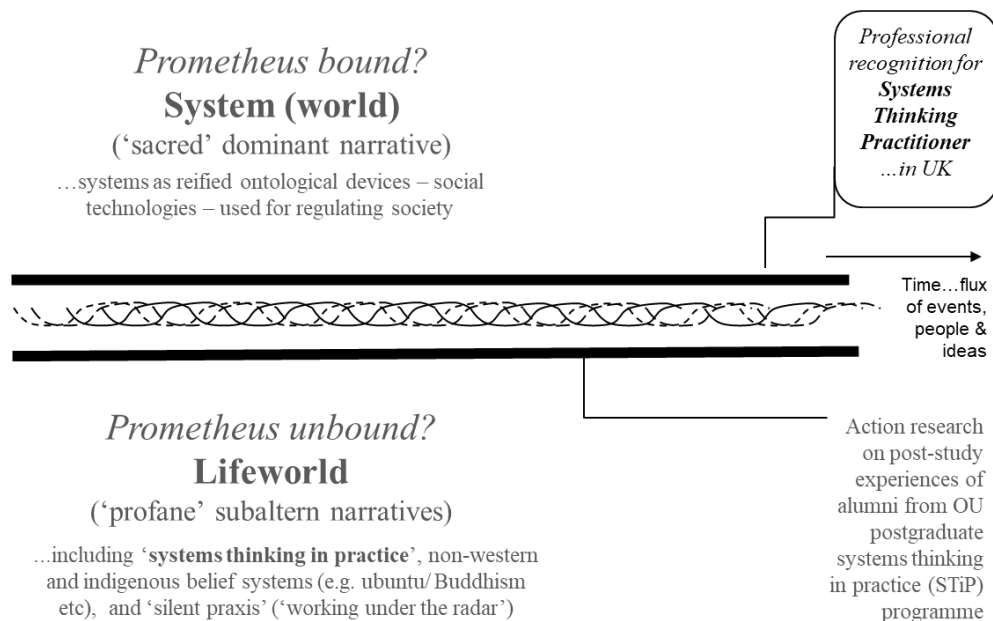 Prometheus bound?
System (world)
(‘sacred’ dominant narrative)
…systems as reified ontological devices – social
technologies – used for regulating society
Professional
recognition for
Systems
Thinking
Practitioner
…in UK
Time…flux
of events,
people &
ideas
Prometheus unbound?
Lifeworld
(‘profane’ subaltern narratives)
...including ‘systems thinking in practice’, non-western
and indigenous belief systems (e.g. ubuntu/ Buddhism
etc), and ‘silent praxis’ (‘working under the radar’)
Action research
on post-study
experiences of
alumni from OU
postgraduate
systems thinking
in practice (STiP)
programme